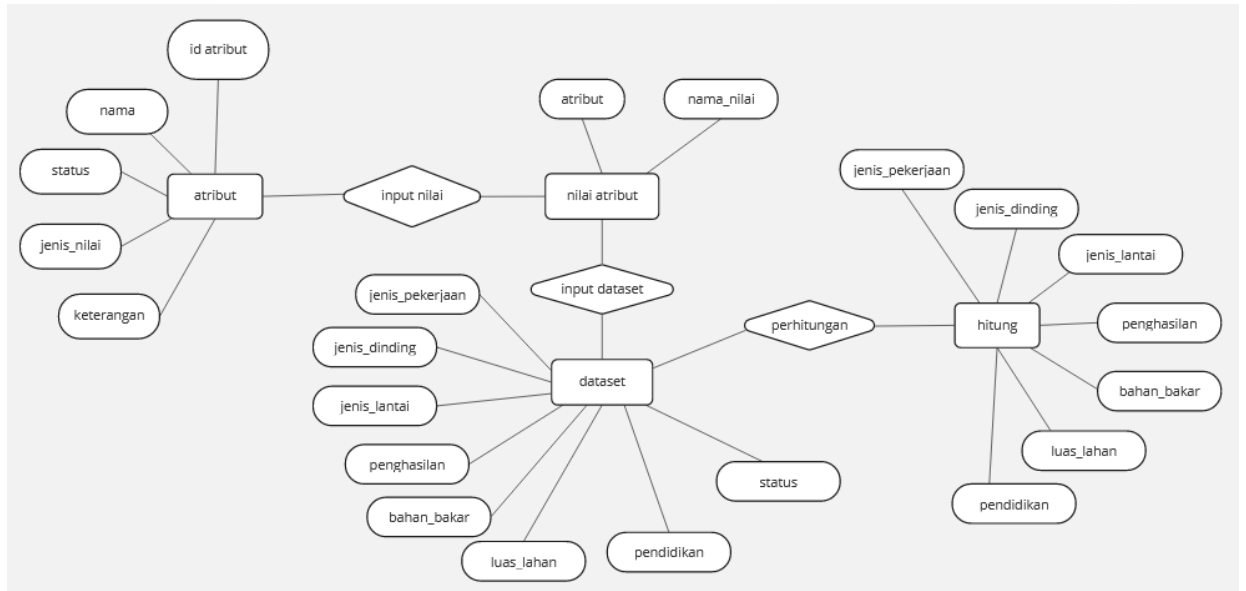 id atribut
nama
status
jenis_nilai
keterangan
atribut
input nilai
atribut
nama_nilai
nilai atribut
input dataset
jenis_pekerjaan
jenis_dinding
jenis_lantai
penghasilan
bahan_bakar
luas_lahan
pendidikan
status
dataset
perhitungan
hitung
jenis_pekerjaan
jenis_dinding
jenis_lantai
penghasilan
bahan_bakar
luas_lahan
pendidikan